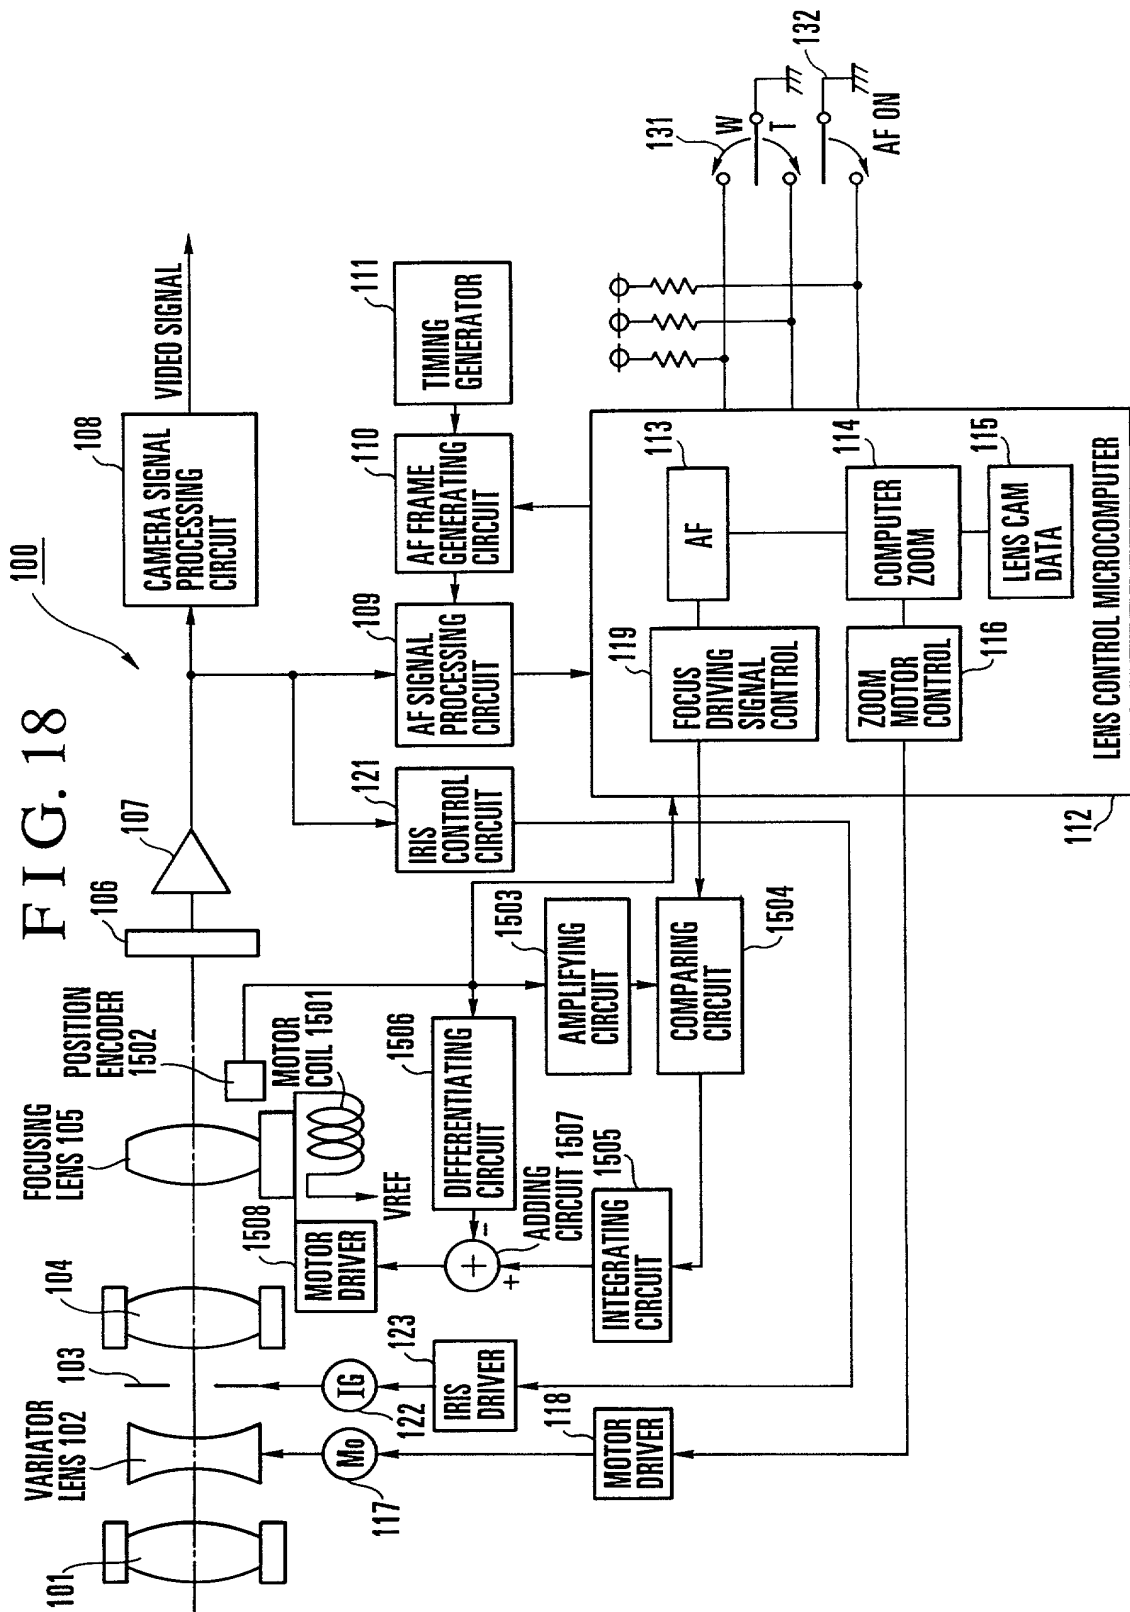 FIG. 18
100
VARIATOR
LENS 102
103
104
FOCUSING
LENS 105
POSITION
ENCODER
1502
106
107
108
CAMERA SIGNAL
PROCESSING
CIRCUIT
VIDEO SIGNAL
101
MOTOR
COIL 1501
VREF
1508
MOTOR
DRIVER
117
Mo
122
IG
123
IRIS
DRIVER
118
MOTOR
DRIVER
1506
DIFFERENTIATING
CIRCUIT
-
+
+
ADDING
CIRCUIT 1507
1505
INTEGRATING
CIRCUIT
1503
AMPLIFYING
CIRCUIT
1504
COMPARING
CIRCUIT
121
IRIS
CONTROL
CIRCUIT
109
AF SIGNAL
PROCESSING
CIRCUIT
110
AF FRAME
GENERATING
CIRCUIT
111
TIMING
GENERATOR
119
FOCUS
DRIVING
SIGNAL
CONTROL
113
AF
116
ZOOM
MOTOR
CONTROL
114
COMPUTER
ZOOM
115
LENS CAM
DATA
112
LENS CONTROL MICROCOMPUTER
131
W
T
132
AF ON